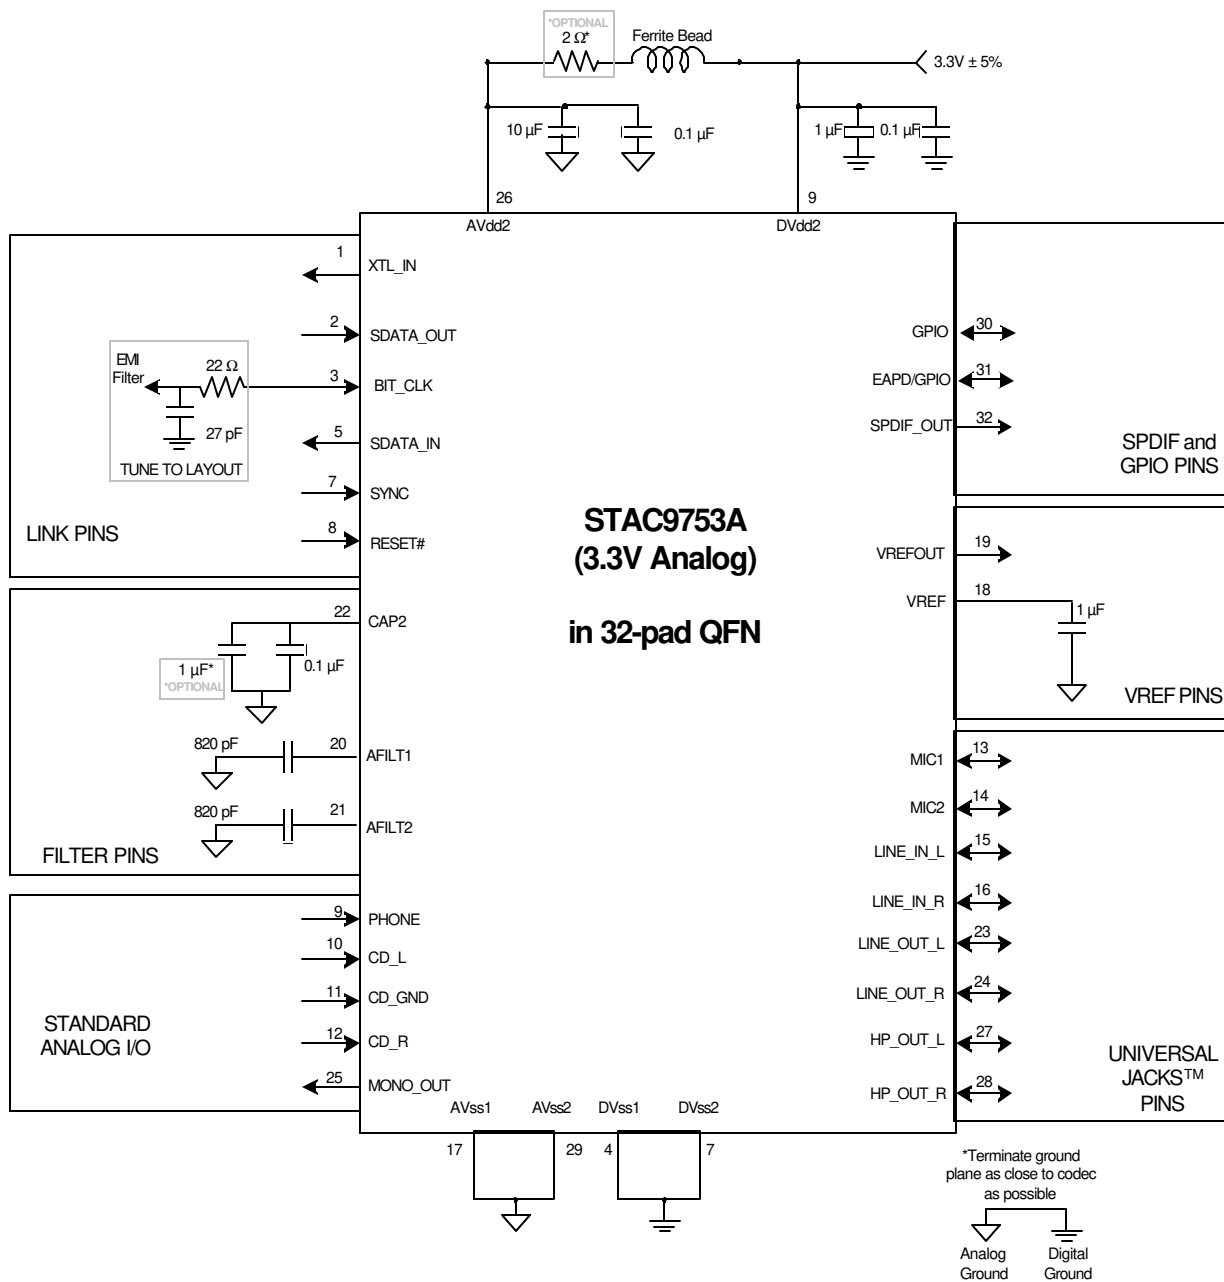 *OPTIONAL
2 Ω*
Ferrite Bead
3.3V ± 5%
10 µF
0.1 µF
1 µF
0.1 µF
26
9
AVdd2
DVdd2
1
XTL_IN
2
SDATA_OUT
EMI
Filter
22 Ω
3
BIT_CLK
27 pF
TUNE TO LAYOUT
5
SDATA_IN
7
SYNC
8
RESET#
LINK PINS
22
CAP2
1 µF*
*OPTIONAL
0.1 µF
820 pF
20
AFILT1
820 pF
21
AFILT2
FILTER PINS
9
PHONE
10
CD_L
11
CD_GND
12
CD_R
25
MONO_OUT
STANDARD
ANALOG I/O
STAC9753A
(3.3V Analog)
in 32-pad QFN
GPIO
30
EAPD/GPIO
31
SPDIF_OUT
32
SPDIF and
GPIO PINS
VREFOUT
19
VREF
18
1 µF
VREF PINS
MIC1
13
MIC2
14
LINE_IN_L
15
LINE_IN_R
16
LINE_OUT_L
23
LINE_OUT_R
24
HP_OUT_L
27
HP_OUT_R
28
UNIVERSAL
JACKS™
PINS
AVss1
AVss2
DVss1
DVss2
17
29
4
7
*Terminate ground
plane as close to codec
as possible
Analog
Ground
Digital
Ground